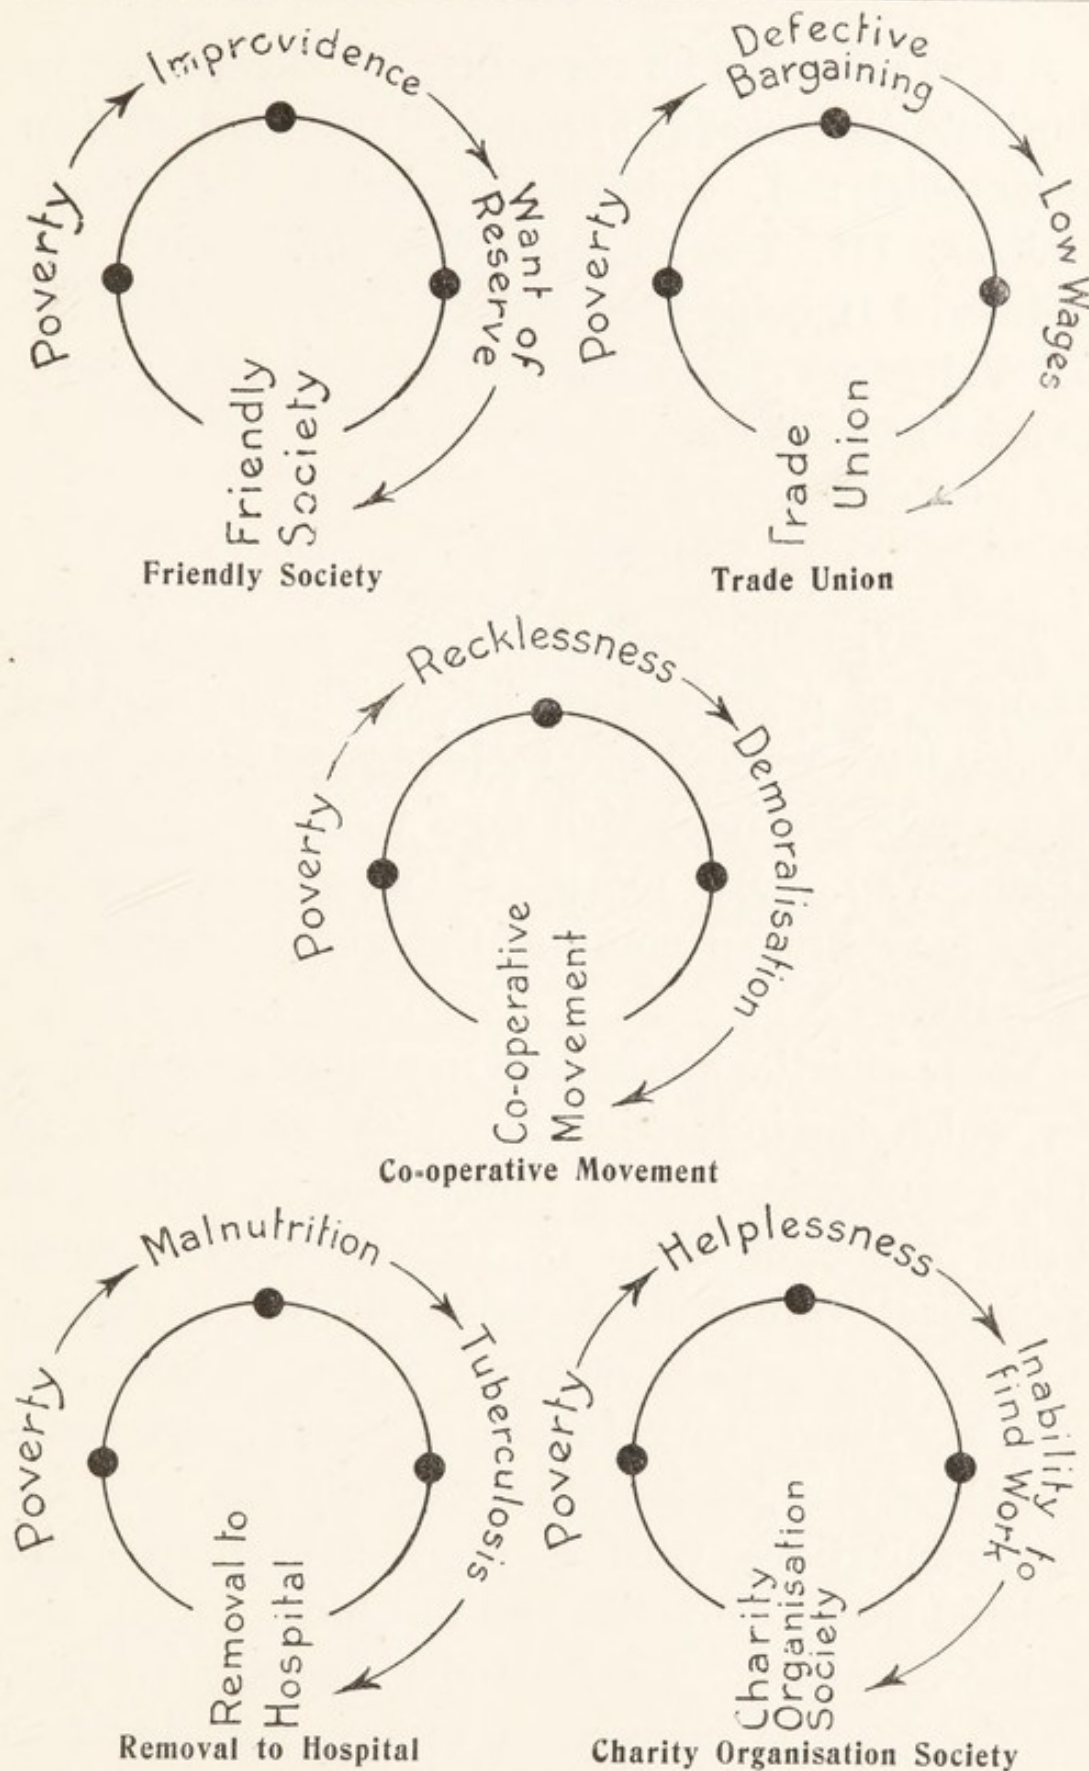 Poverty
Improvidence
Want of
Reserve
Friendly
Society
Friendly Society
Poverty
Defective
Bargaining
Low Wages
Trade
Union
Trade Union
Poverty
Recklessness
Demoralisation
Co-operative
Movement
Co-operative Movement
Poverty
Malnutrition
Tuberculosis
Removal to
Hospital
Removal to Hospital
Poverty
Helplessness
Inability to
find Work
Charity
Organisation
Society
Charity Organisation Society